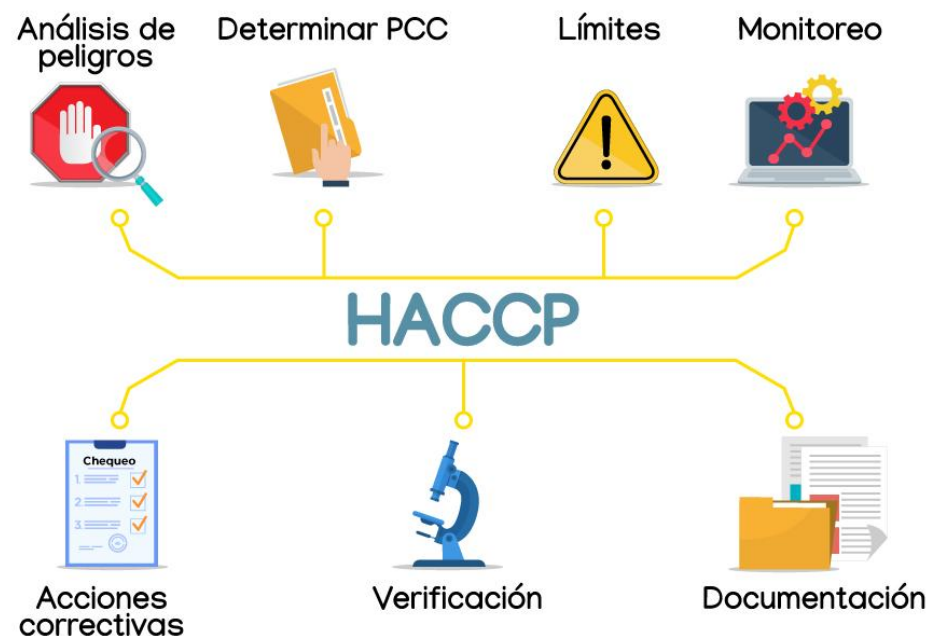 Análisis de
peligros
Determinar PCC
Límites
Monitoreo
HACCP
Chequeo
1
2
3
Acciones
correctivas
Verificación
Documentación